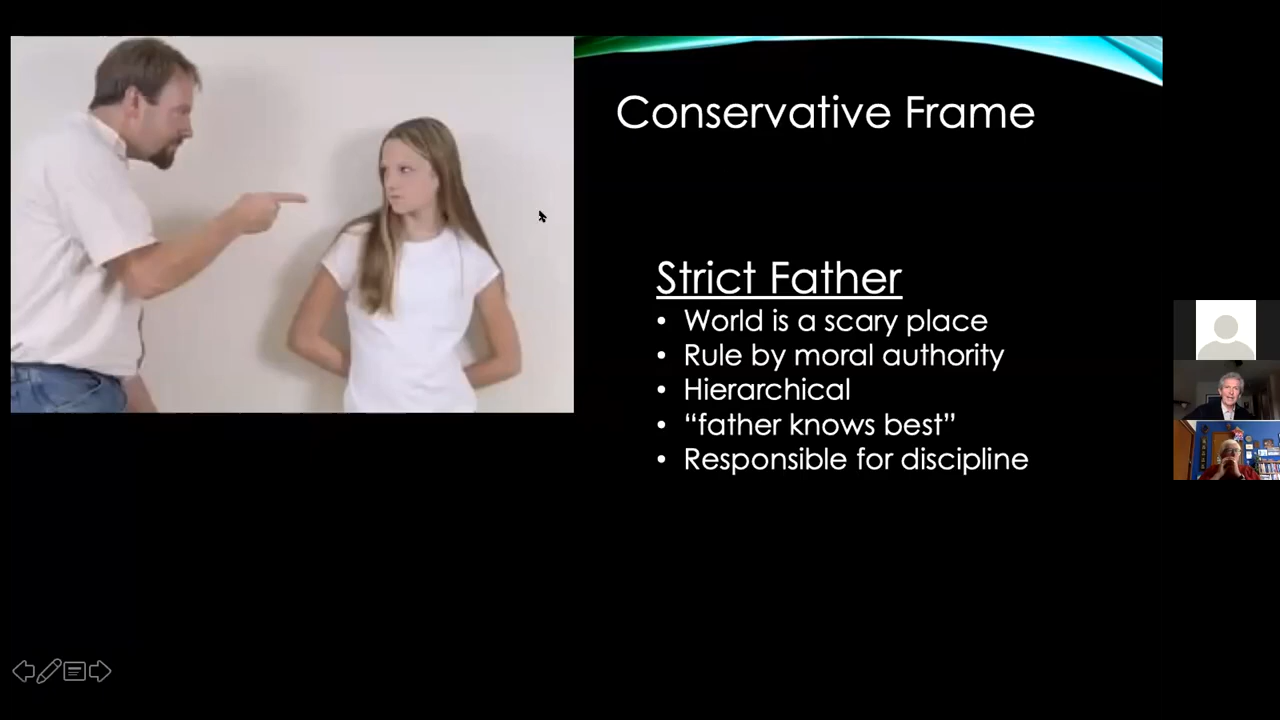 Conservative Frame
Strict Father
• World is a scary place
• Rule by moral authority
• Hierarchical
• “father knows best”
• Responsible for discipline